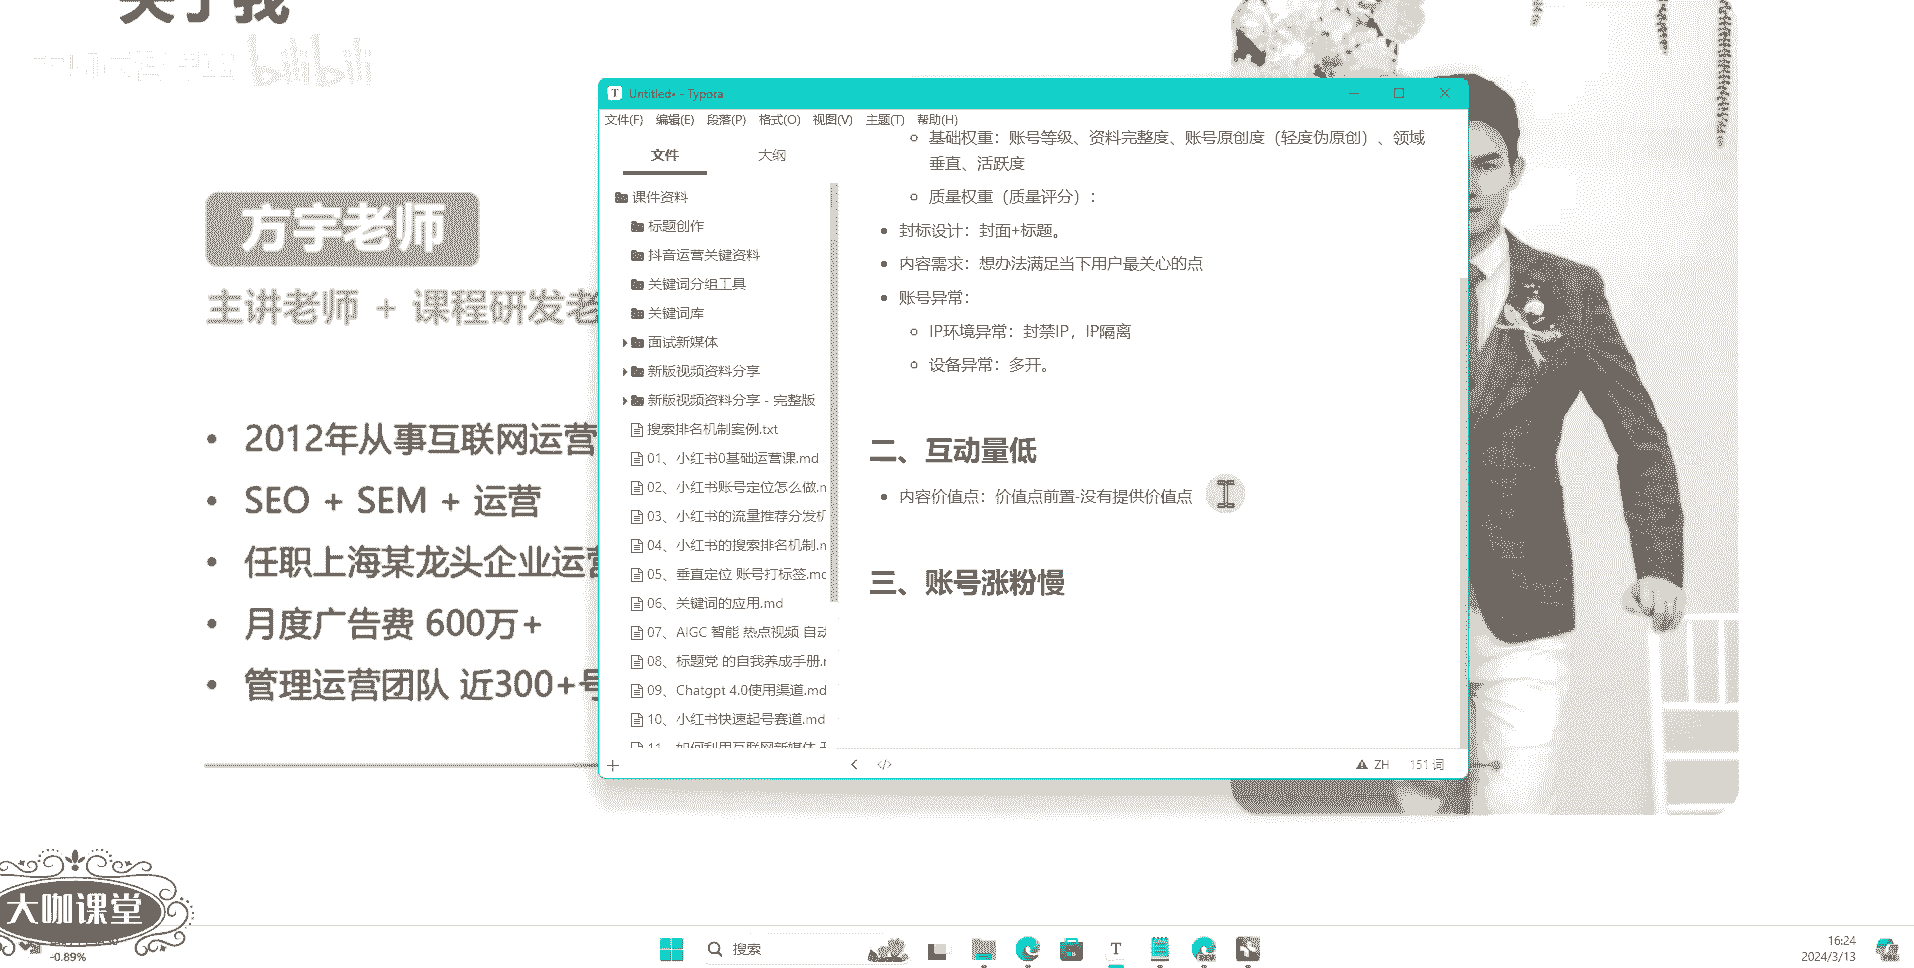 关于我
bilibili
方宇老师
主讲老师 + 课程研发老
• 2012年从事互联网运营
• SEO + SEM + 运营
• 任职上海某龙头企业运营
• 月度广告费 600万+
• 管理运营团队 近300+号
Untitled• - Typora
文件(F) 编辑(E) 段落(P) 格式(O) 视图(V) 主题(T) 帮助(H)
文件 大纲
课件资料
标题创作
抖音运营关键资料
关键词分组工具
关键词库
面试新媒体
新版视频资料分享
新版视频资料分享 - 完整版
搜索排名机制案例.txt
01、小红书0基础运营课.md
02、小红书账号定位怎么做.n
03、小红书的流量推荐分发机
04、小红书的搜索排名机制.n
05、垂直定位 账号打标签.mc
06、关键词的应用.md
07、AIGC 智能 热点视频 自动
08、标题党 的自我养成手册.r
09、Chatgpt 4.0使用渠道.md
10、小红书快速起号赛道.md
11、如何利用互联网新媒体
基础权重：账号等级、资料完整度、账号原创度（轻度伪原创）、领域
垂直、活跃度
质量权重（质量评分）：
封标设计：封面+标题。
内容需求：想办法满足当下用户最关心的点
账号异常：
IP环境异常：封禁IP，IP隔离
设备异常：多开。
二、互动量低
内容价值点：价值点前置-没有提供价值点
三、账号涨粉慢
ZH 151 词
大咖课堂
-0.89%
搜索
16:24
2024/3/13